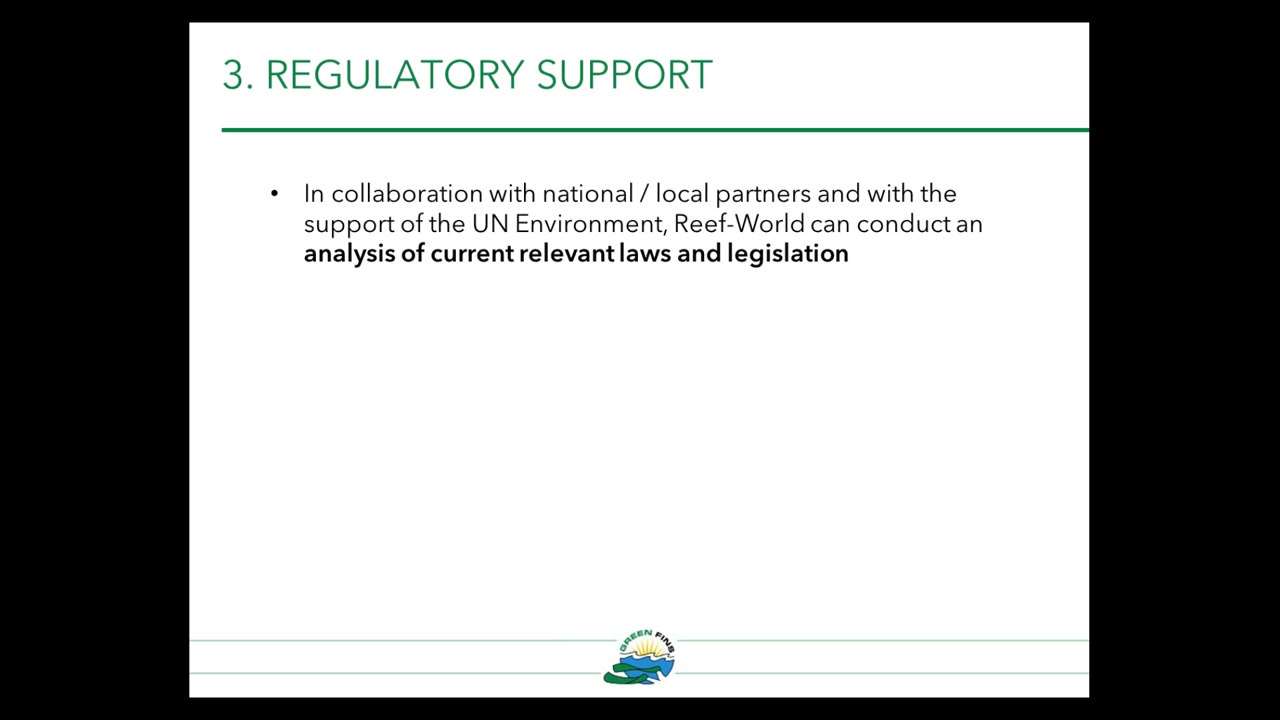 3. REGULATORY SUPPORT
• In collaboration with national / local partners and with the
support of the UN Environment, Reef-World can conduct an
analysis of current relevant laws and legislation
GREEN FINS